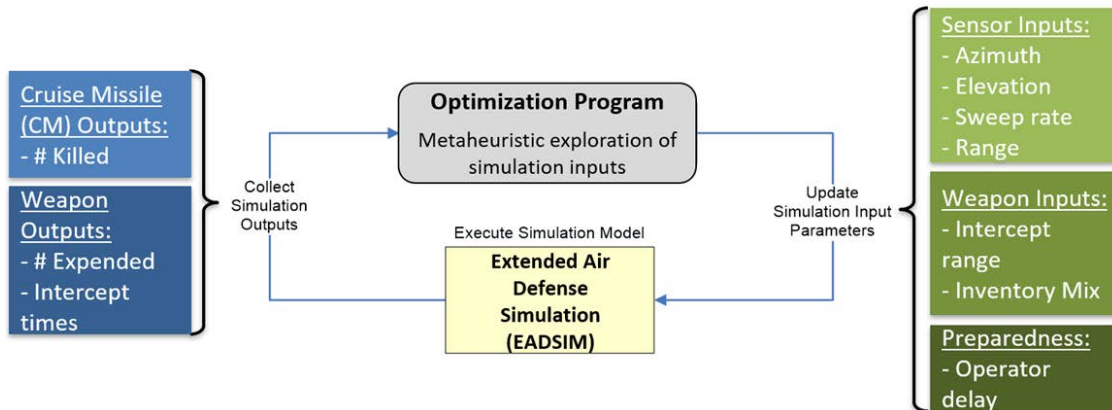 Cruise Missile
(CM) Outputs:
- # Killed
Weapon
Outputs:
- # Expended
- Intercept
times
Collect
Simulation
Outputs
Optimization Program
Metaheuristic exploration of
simulation inputs
Execute Simulation Model
Extended Air
Defense
Simulation
(EADSIM)
Update
Simulation Input
Parameters
Sensor Inputs:
- Azimuth
- Elevation
- Sweep rate
- Range
Weapon Inputs:
- Intercept
range
- Inventory Mix
Preparedness:
- Operator
delay